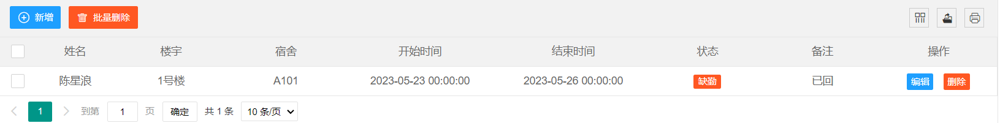 新增 批量删除
姓名 楼宇 宿舍 开始时间 结束时间 状态 备注 操作
陈星浪 1号楼 A101 2023-05-23 00:00:00 2023-05-26 00:00:00 缺勤 已回 编辑 删除
1 到第 1 页 确定 共 1 条 10 条/页